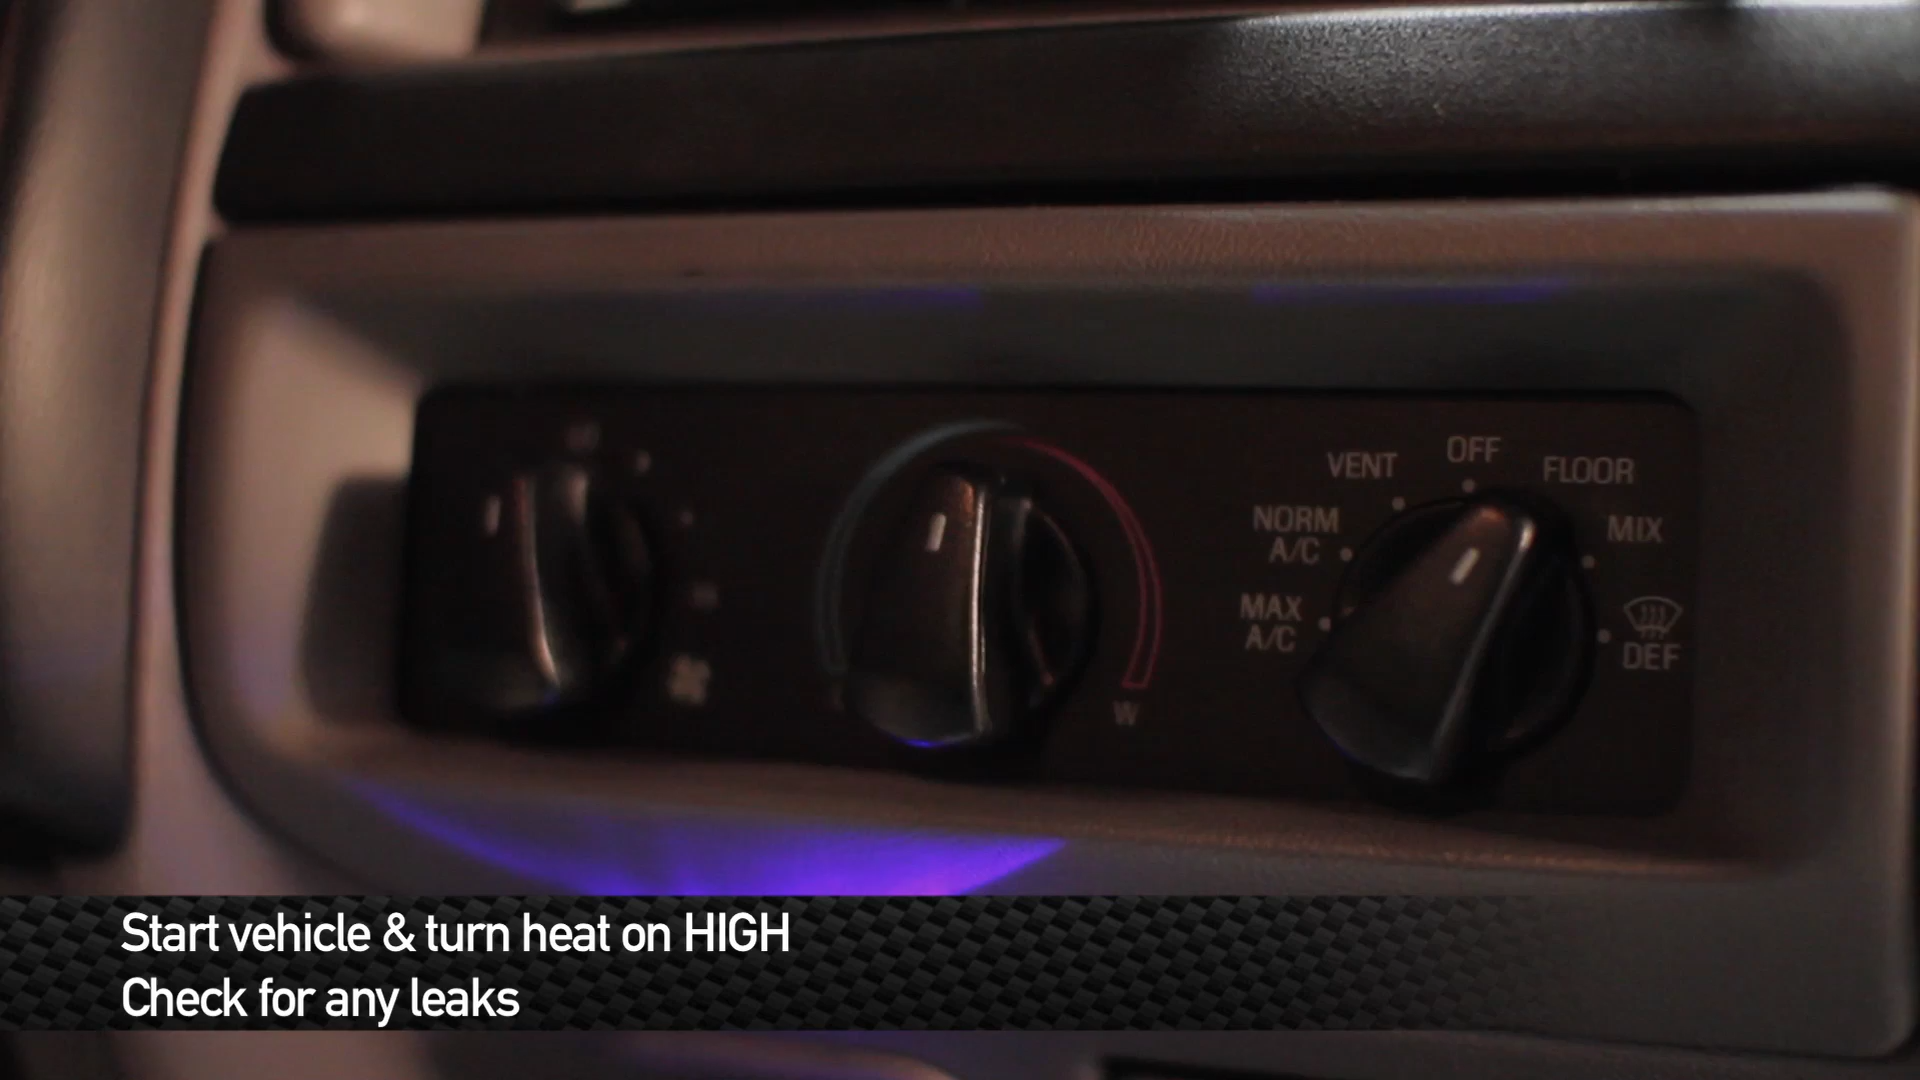 VENT
OFF
FLOOR
NORM
A/C
MIX
MAX
A/C
DEF
W
Start vehicle & turn heat on HIGH
Check for any leaks